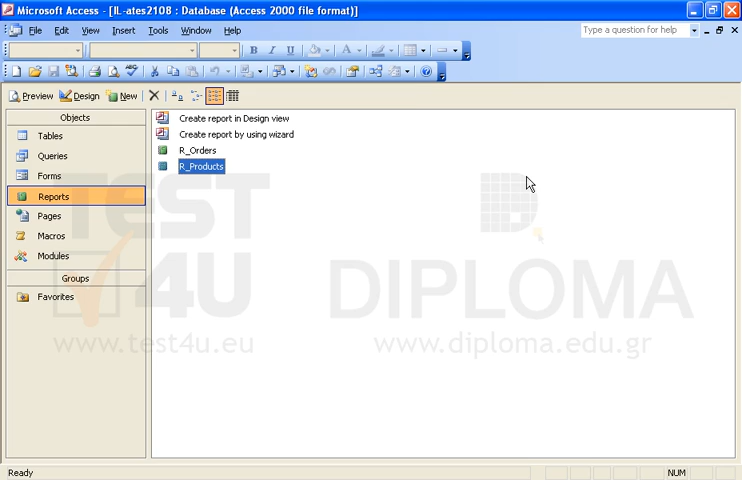 Microsoft Access - [IL-ates2108 : Database (Access 2000 file format)]
File Edit View Insert Tools Window Help
Type a question for help
B I U
A
Preview Design New
Objects
Tables
Queries
Forms
Reports
Pages
Macros
Modules
Groups
Favorites
Create report in Design view
Create report by using wizard
R_Orders
R_Products
TEST
4U
www.test4u.eu
DIPLOMA
www.diploma.edu.gr
Ready
NUM